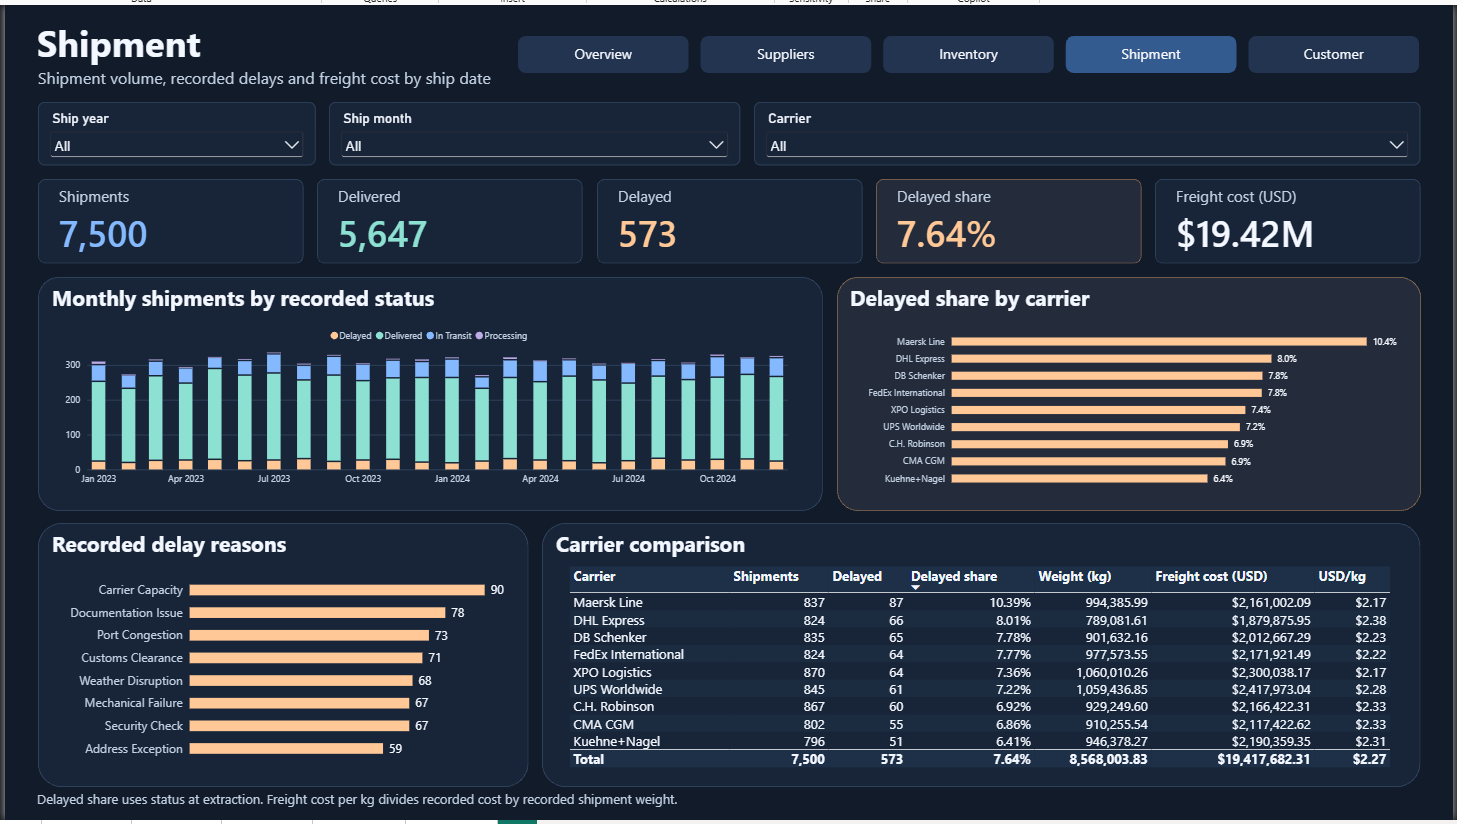 Shipment
Shipment volume, recorded delays and freight cost by ship date
Overview
Suppliers
Inventory
Shipment
Customer
Ship year
All
Ship month
All
Carrier
All
Shipments
7,500
Delivered
5,647
Delayed
573
Delayed share
7.64%
Freight cost (USD)
$19.42M
Monthly shipments by recorded status
Delayed Delivered In Transit Processing
300
200
100
0
Jan 2023 Apr 2023 Jul 2023 Oct 2023 Jan 2024 Apr 2024 Jul 2024 Oct 2024
Delayed share by carrier
Maersk Line 10.4%
DHL Express 8.0%
DB Schenker 7.8%
FedEx International 7.8%
XPO Logistics 7.4%
UPS Worldwide 7.2%
C.H. Robinson 6.9%
CMA CGM 6.9%
Kuehne+Nagel 6.4%
Recorded delay reasons
Carrier Capacity 90
Documentation Issue 78
Port Congestion 73
Customs Clearance 71
Weather Disruption 68
Mechanical Failure 67
Security Check 67
Address Exception 59
Carrier comparison
Carrier Shipments Delayed Delayed share Weight (kg) Freight cost (USD) USD/kg
Maersk Line 837 87 10.39% 994,385.99 $2,161,002.09 $2.17
DHL Express 824 66 8.01% 789,081.61 $1,879,875.95 $2.38
DB Schenker 835 65 7.78% 901,632.16 $2,012,667.29 $2.23
FedEx International 824 64 7.77% 977,573.55 $2,171,921.49 $2.22
XPO Logistics 870 64 7.36% 1,060,010.26 $2,300,038.17 $2.17
UPS Worldwide 845 61 7.22% 1,059,436.85 $2,417,973.04 $2.28
C.H. Robinson 867 60 6.92% 929,249.60 $2,166,422.31 $2.33
CMA CGM 802 55 6.86% 910,255.54 $2,117,422.62 $2.33
Kuehne+Nagel 796 51 6.41% 946,378.27 $2,190,359.35 $2.31
Total 7,500 573 7.64% 8,568,003.83 $19,417,682.31 $2.27
Delayed share uses status at extraction. Freight cost per kg divides recorded cost by recorded shipment weight.